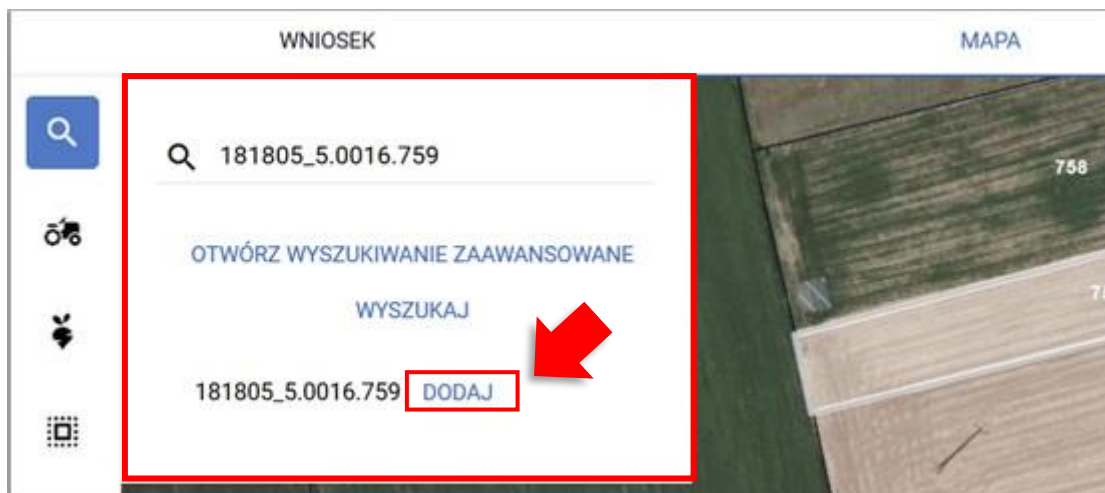 WNIOSEK
MAPA
181805_5.0016.759
OTWÓRZ WYSZUKIWANIE ZAAWANSOWANE
WYSZUKAJ
181805_5.0016.759 DODAJ
758